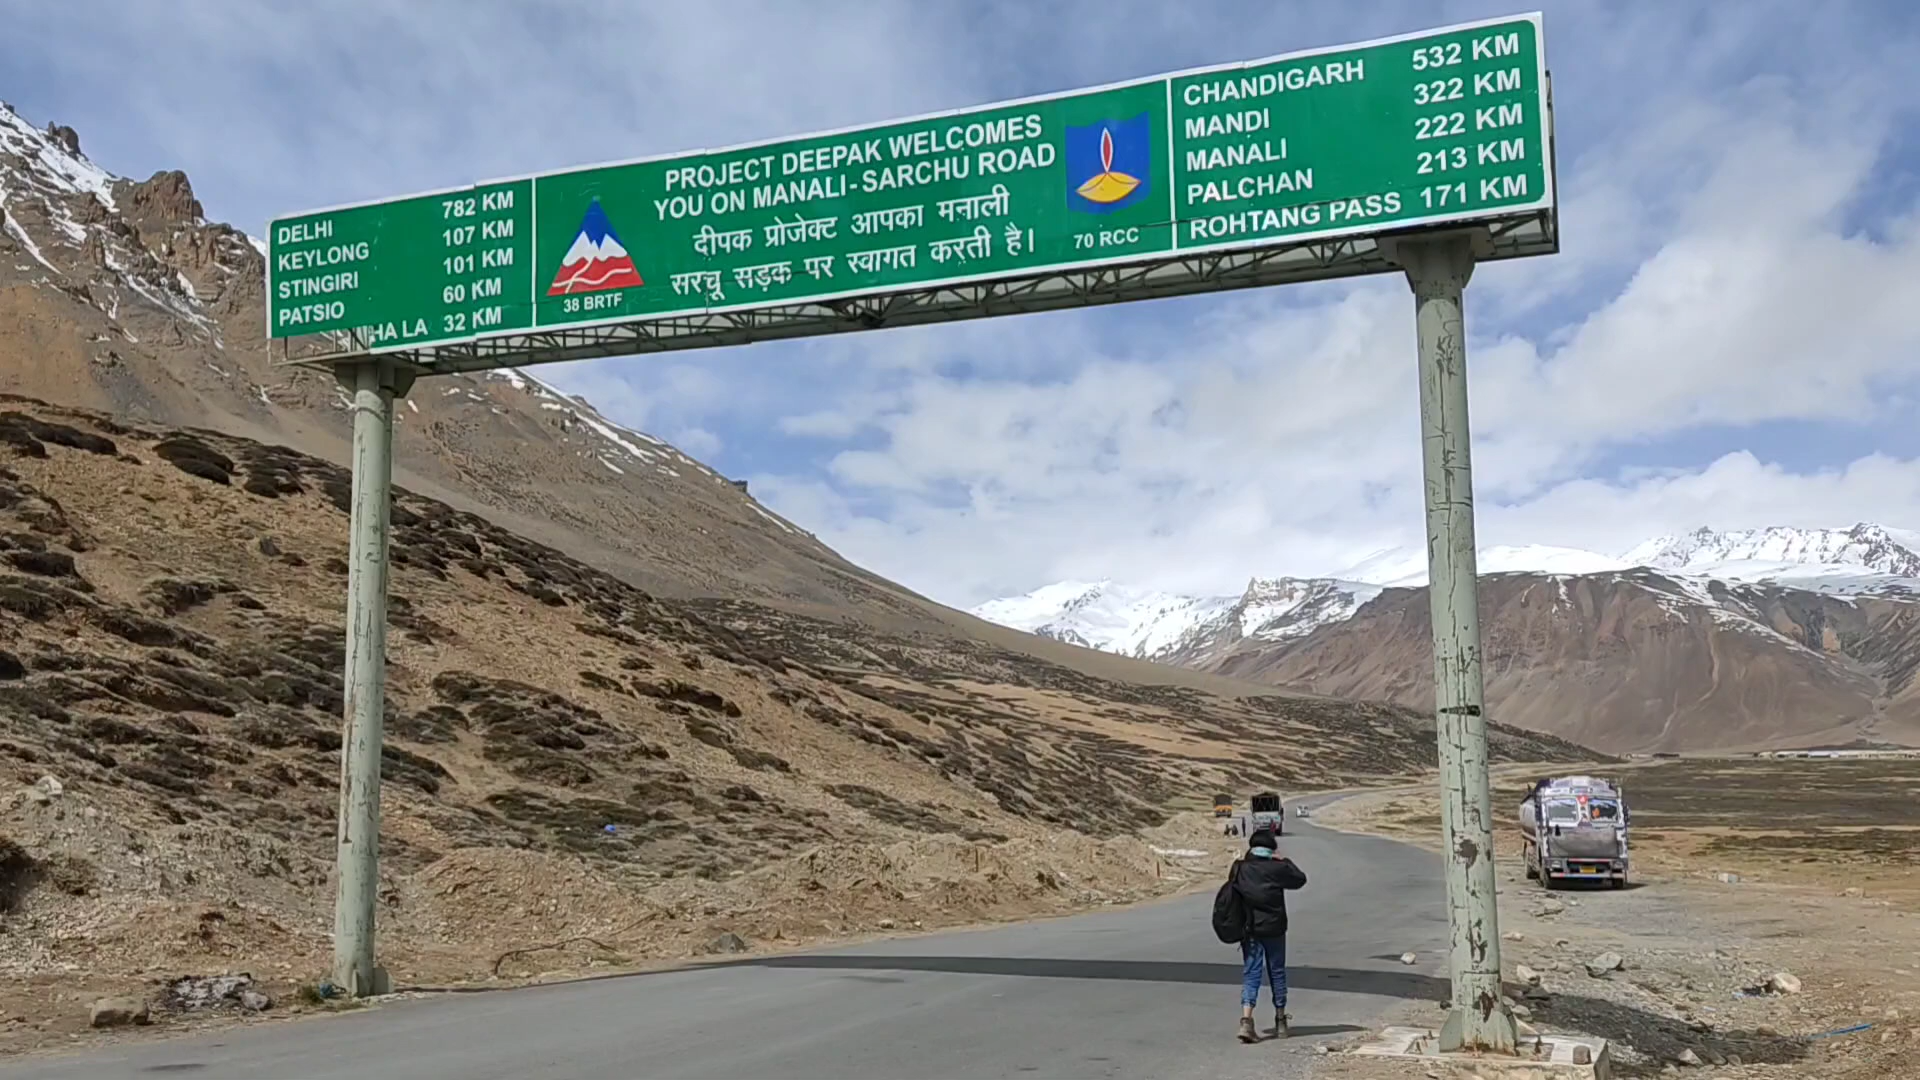 DELHI 782 KM
KEYLONG 107 KM
STINGIRI 101 KM
PATSIO 60 KM
HA LA 32 KM
38 BRTF
PROJECT DEEPAK WELCOMES
YOU ON MANALI-SARCHU ROAD
दीपक प्रोजेक्ट आपका मनाली
सरचू सड़क पर स्वागत करती है।
70 RCC
CHANDIGARH 532 KM
MANDI 322 KM
MANALI 222 KM
PALCHAN 213 KM
ROHTANG PASS 171 KM